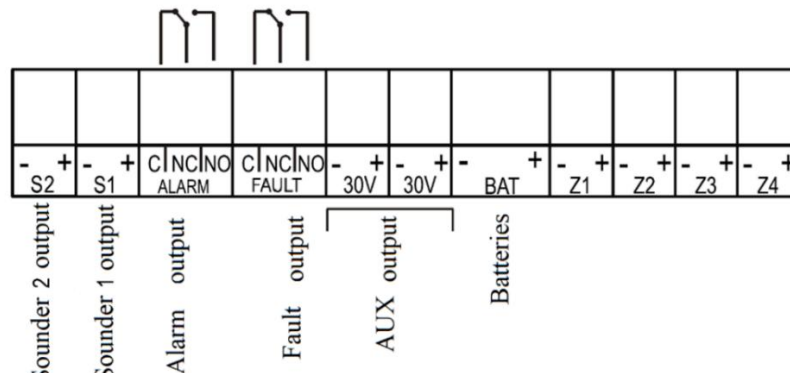 - + - + C NC NO C NC NO - + - + - + - + - + - + - +
S2 S1 ALARM FAULT 30V 30V BAT Z1 Z2 Z3 Z4
Sounder 2 output
Sounder 1 output
Alarm output
Fault output
AUX output
Batteries